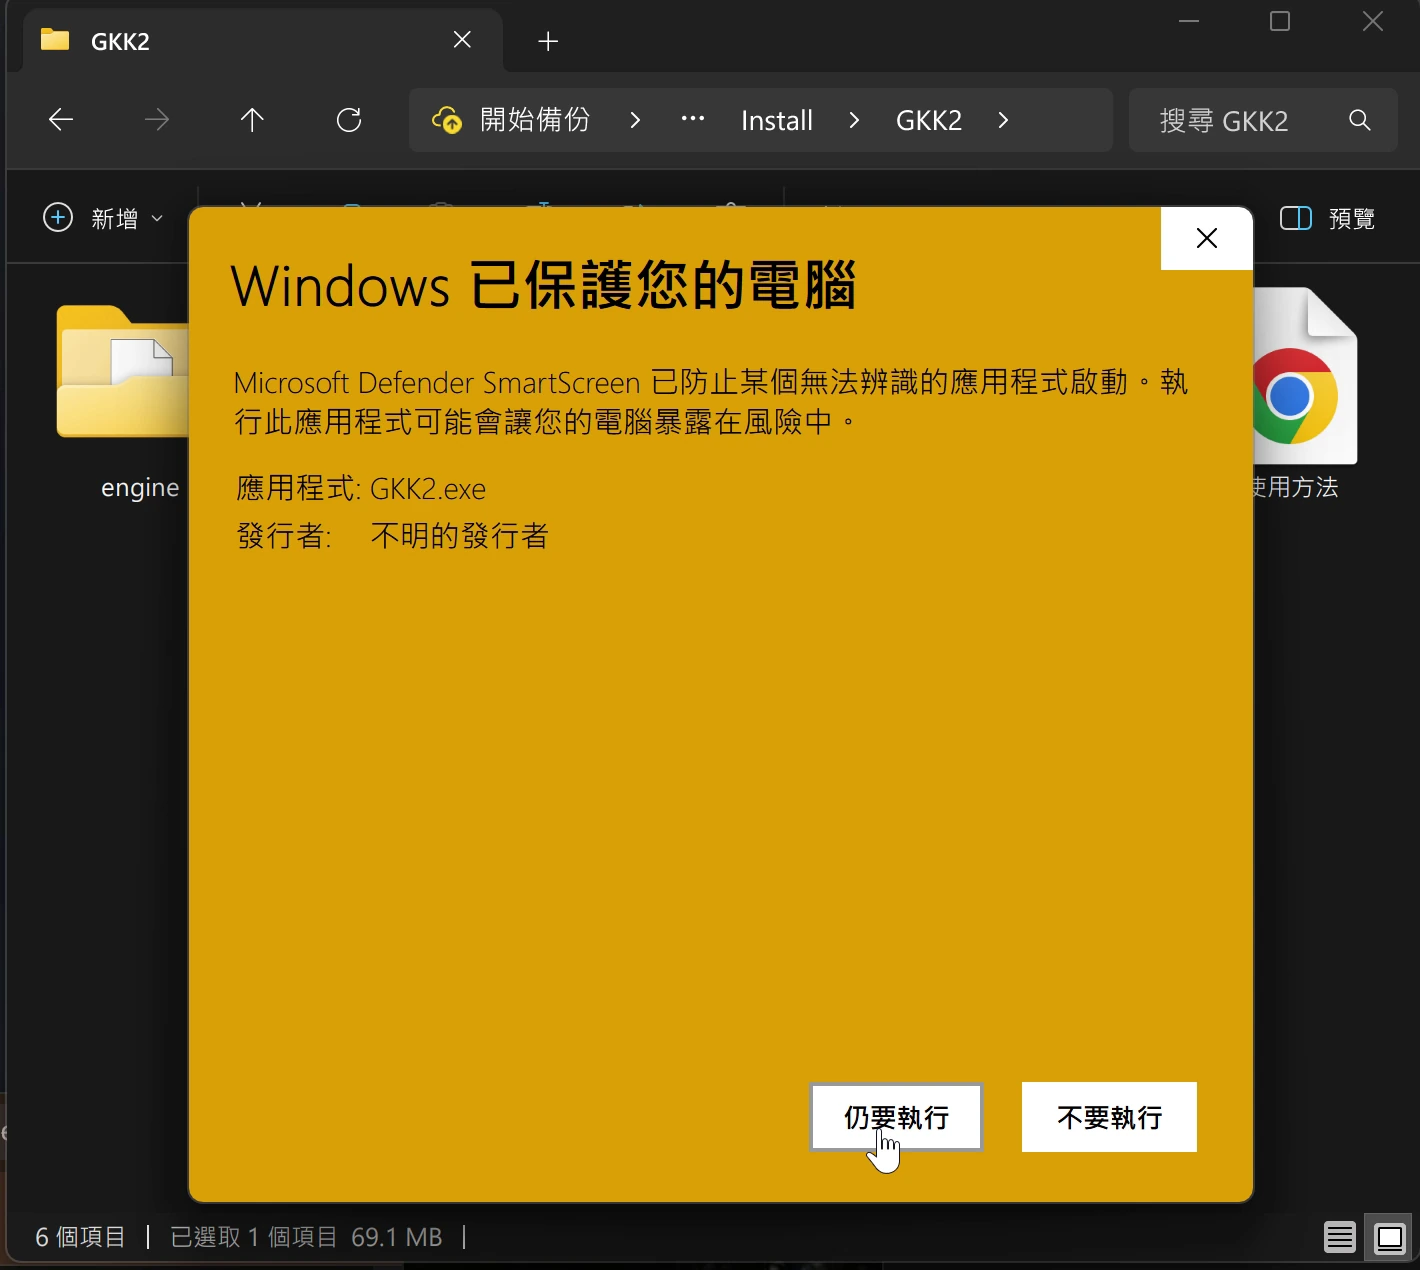 GKK2
開始備份
Install
GKK2
搜尋 GKK2
新增
預覽
Windows 已保護您的電腦
Microsoft Defender SmartScreen 已防止某個無法辨識的應用程式啟動。執
行此應用程式可能會讓您的電腦暴露在風險中。
應用程式: GKK2.exe
發行者: 不明的發行者
engine
使用方法
仍要執行
不要執行
6 個項目
已選取 1 個項目 69.1 MB